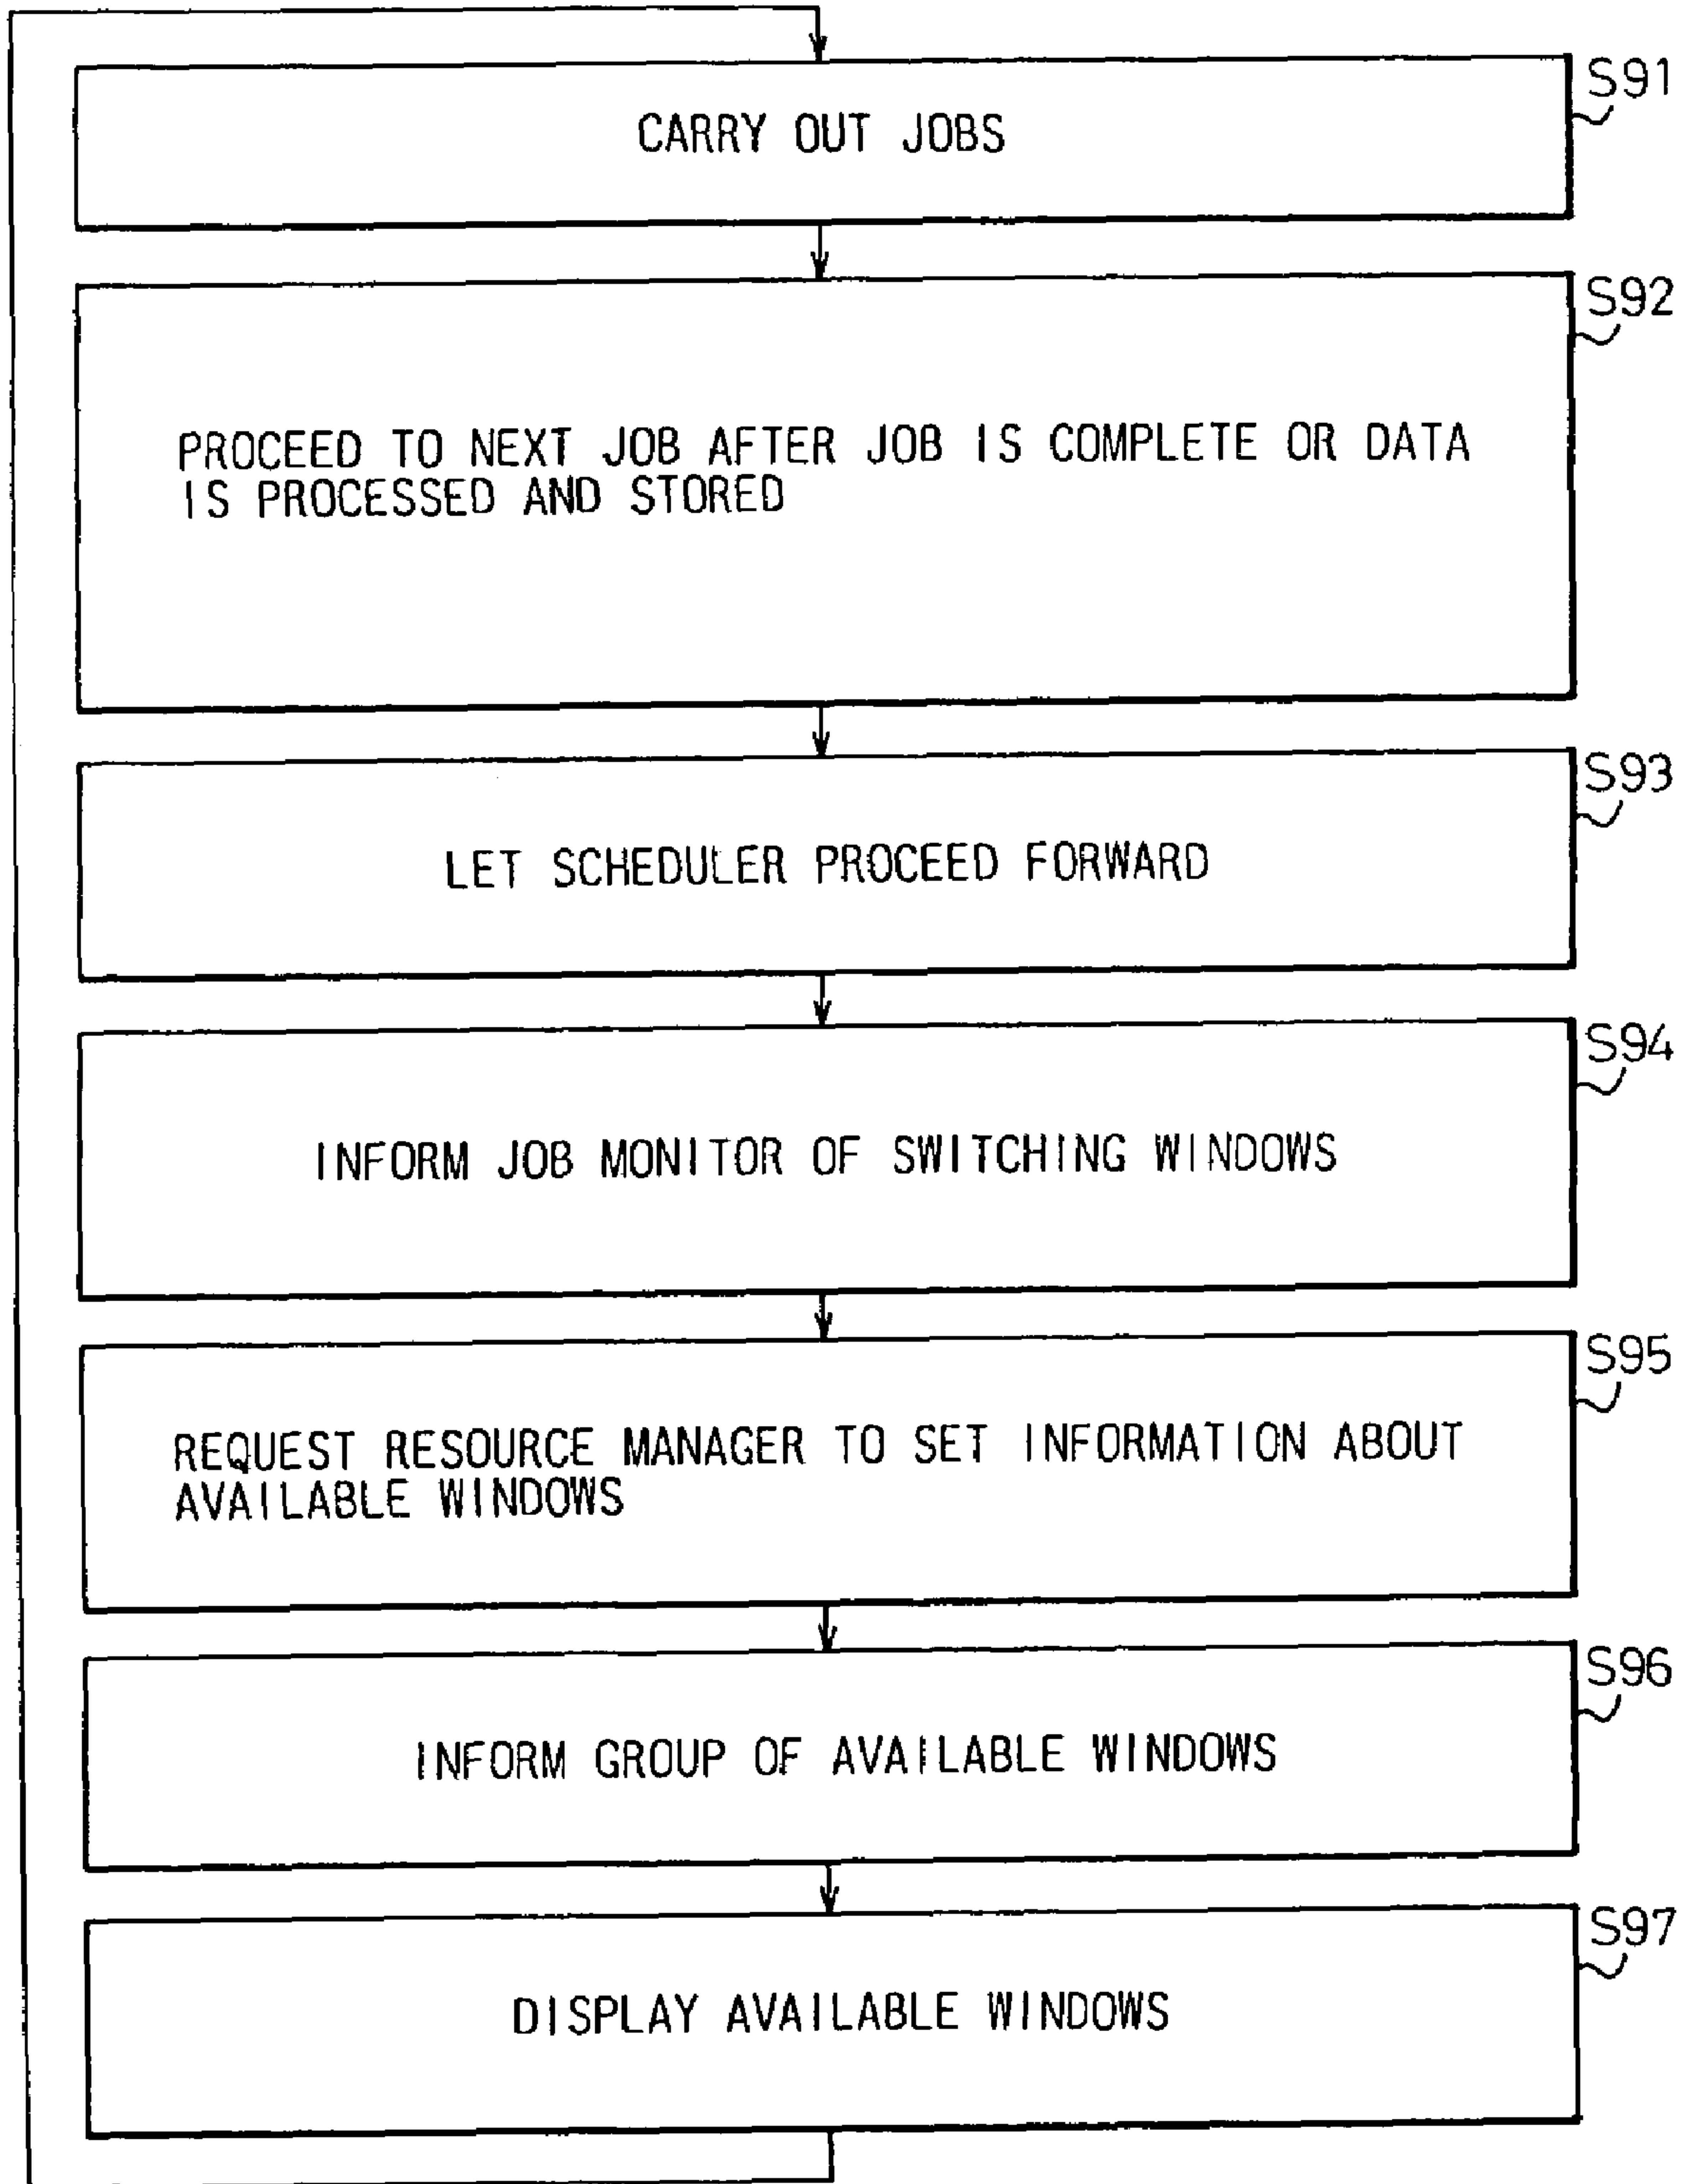 S91
CARRY OUT JOBS
S92
PROCEED TO NEXT JOB AFTER JOB IS COMPLETE OR DATA
IS PROCESSED AND STORED
S93
LET SCHEDULER PROCEED FORWARD
S94
INFORM JOB MONITOR OF SWITCHING WINDOWS
S95
REQUEST RESOURCE MANAGER TO SET INFORMATION ABOUT
AVAILABLE WINDOWS
S96
INFORM GROUP OF AVAILABLE WINDOWS
S97
DISPLAY AVAILABLE WINDOWS